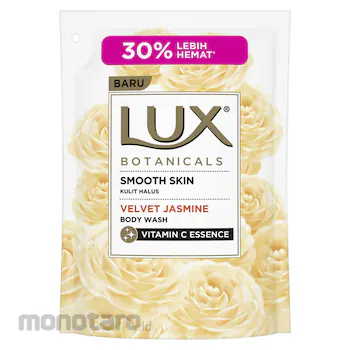 30% LEBIH
HEMAT*
BARU
LUX®
BOTANICALS
SMOOTH SKIN
KULIT HALUS
VELVET JASMINE
BODY WASH
VITAMIN C ESSENCE
monotaro.id